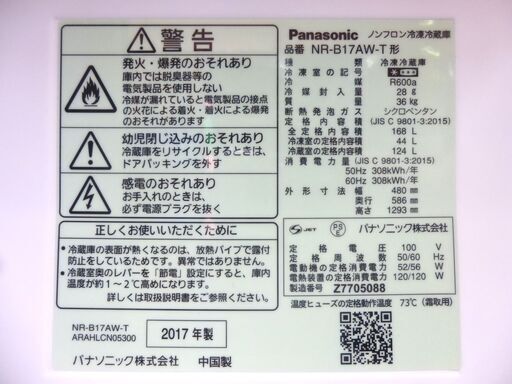 警告
発火・爆発のおそれあり
庫内では脱臭器等の
電気製品を使用しない
冷媒が漏れていると電気製品の接点
の火花による着火・着火による爆発
のおそれがあります
幼児閉じ込みのおそれあり
冷蔵庫をリサイクルするときは、
ドアパッキングを外す
感電のおそれあり
お手入れのときは、
必ず電源プラグを抜く
正しくお使いいただくために
●冷蔵庫の表面が熱くなるのは、放熱パイプで露付
防止をしているためです。異常ではありません。
●冷蔵室奥のレバーを「節電」設定にすると、庫内
温度が約1~2℃高めになります。
詳しくは取扱説明書をご覧ください。
NR-B17AW-T
ARAHLCN05300
2017 年製
パナソニック株式会社 中国製
Panasonic ノンフロン冷凍冷蔵庫
品番 NR-B17AW-T 形
種類 冷凍冷蔵庫
冷凍室の記号
冷媒 R600a
冷媒封入量 28 g
質量 36 kg
断熱発泡ガス シクロペンタン
定格内容積 (JIS C 9801-3:2015)
全定格内容積 168 L
冷凍室の定格内容積 44 L
冷蔵室の定格内容積 124 L
消費電力量 (JIS C 9801-3:2015)
50Hz 308kWh/年
60Hz 308kWh/年
外形寸法 幅 480 mm
奥行 586 mm
高さ 1293 mm
JET
PS
E
パナソニック株式会社
定格電圧 100 V
定格周波数 50/60 Hz
電動機の定格消費電力 52/56 W
電熱装置の定格消費電力 120/120 W
製造番号 Z7705088
温度ヒューズの定格動作温度 73℃ (霜取用)